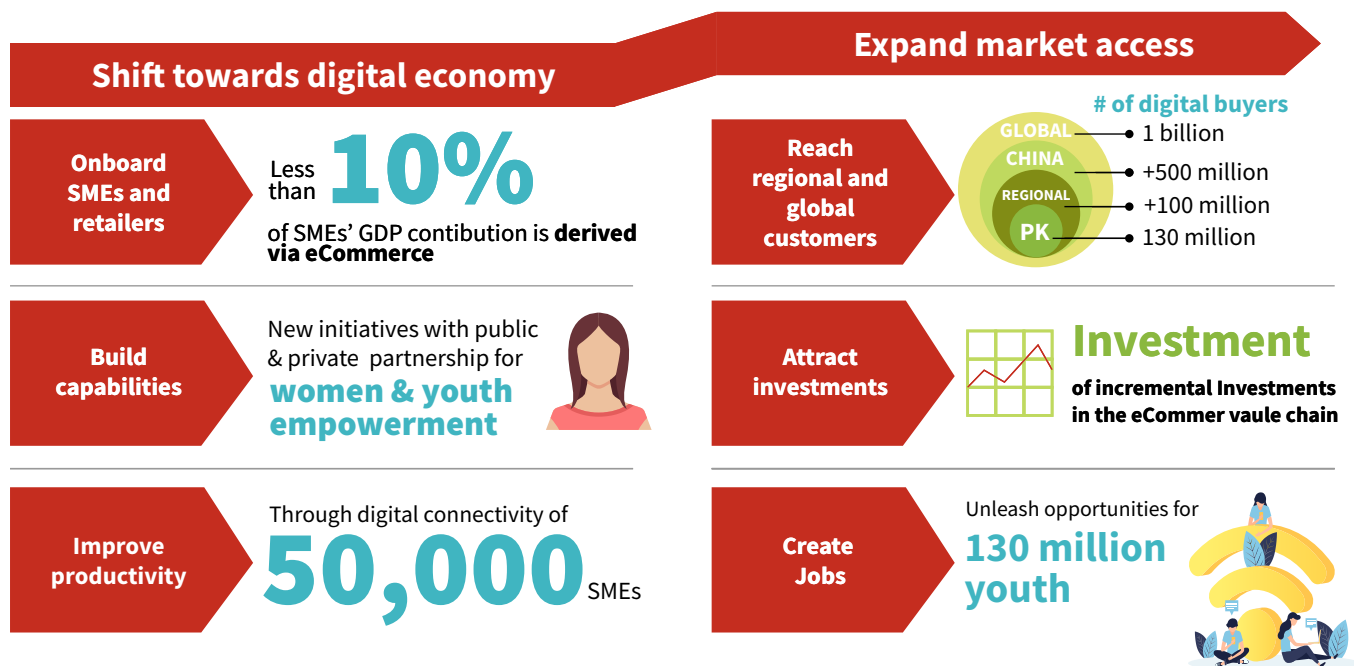 Shift towards digital economy
Onboard
SMEs and
retailers
Less
than
10%
of SMEs' GDP contibution is derived
via eCommerce
Build
capabilities
New initiatives with public
& private partnership for
women & youth
empowerment
Improve
productivity
Through digital connectivity of
50,000 SMEs
Expand market access
Reach
regional and
global
customers
# of digital buyers
GLOBAL 1 billion
CHINA +500 million
REGIONAL +100 million
PK 130 million
Attract
investments
Investment
of incremental Investments
in the eCommer vaule chain
Create
Jobs
Unleash opportunities for
130 million
youth